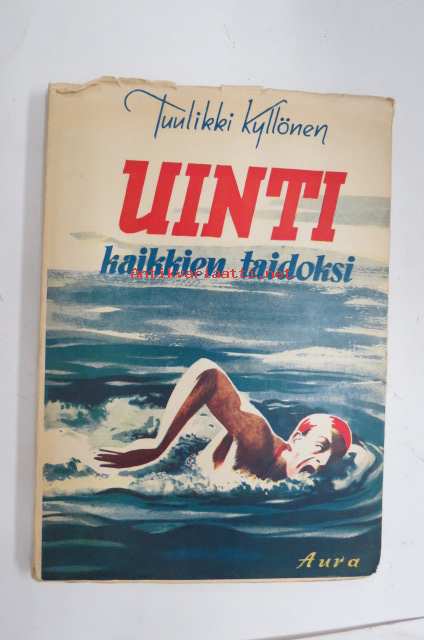 Tuulikki Kyllönen
UINTI
kaikkien taidoksi
antikvariaatti.net
Aura